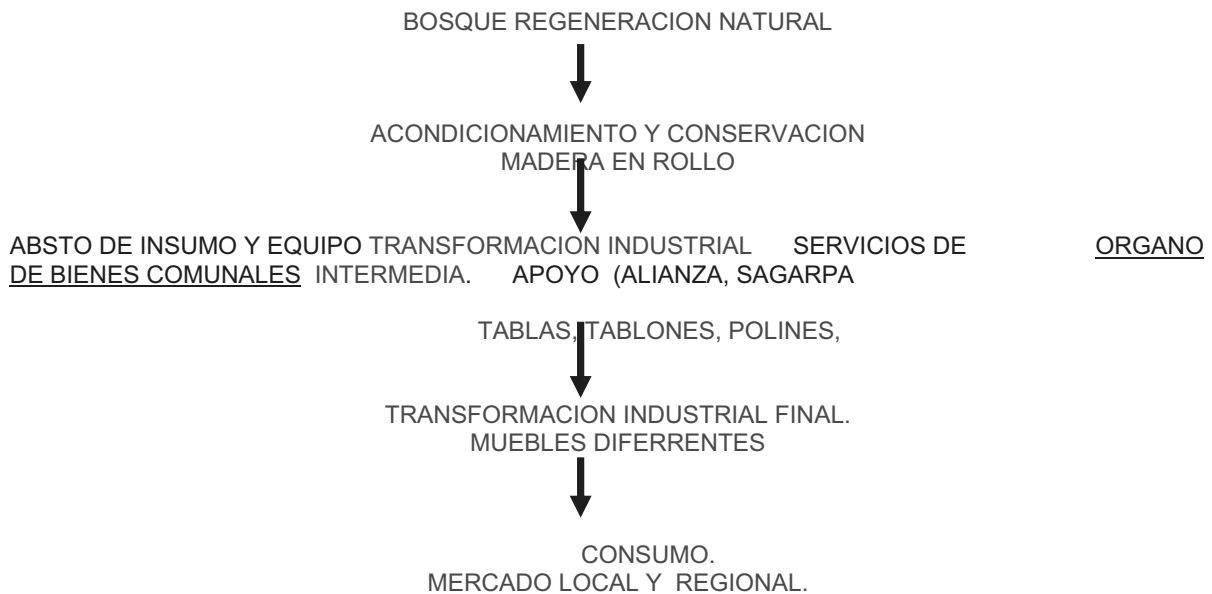 BOSQUE REGENERACION NATURAL
ACONDICIONAMIENTO Y CONSERVACION
MADERA EN ROLLO
ABSTO DE INSUMO Y EQUIPO TRANSFORMACION INDUSTRIAL SERVICIOS DE ORGANO
DE BIENES COMUNALES INTERMEDIA. APOYO (ALIANZA, SAGARPA
TABLAS, TABLONES, POLINES,
TRANSFORMACION INDUSTRIAL FINAL.
MUEBLES DIFERRENTES
CONSUMO.
MERCADO LOCAL Y REGIONAL.